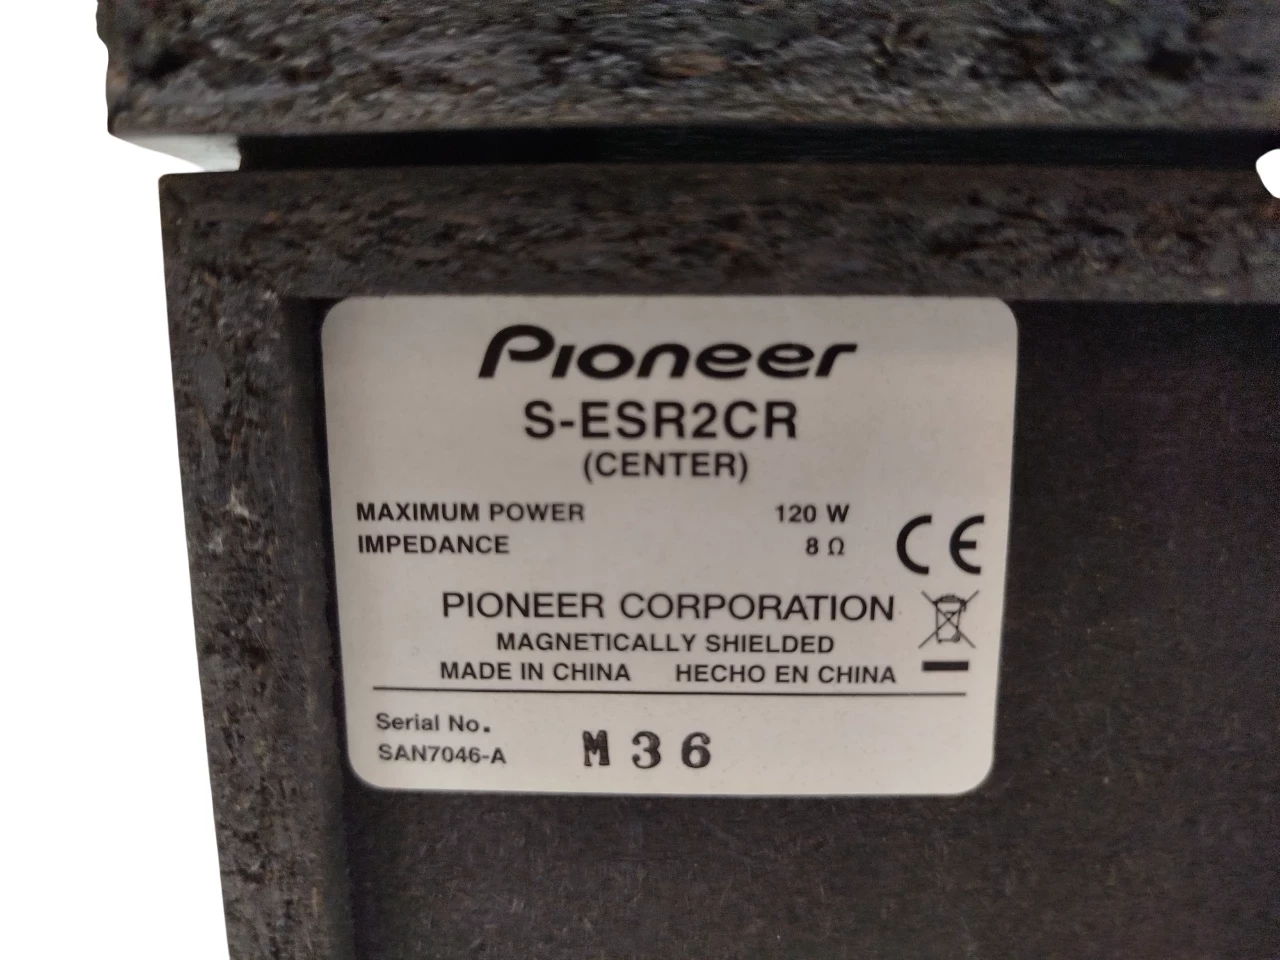 Pioneer
S-ESR2CR
(CENTER)
MAXIMUM POWER 120 W
IMPEDANCE 8 Ω
CE
PIONEER CORPORATION
MAGNETICALLY SHIELDED
MADE IN CHINA HECHO EN CHINA
Serial No.
SAN7046-A M36